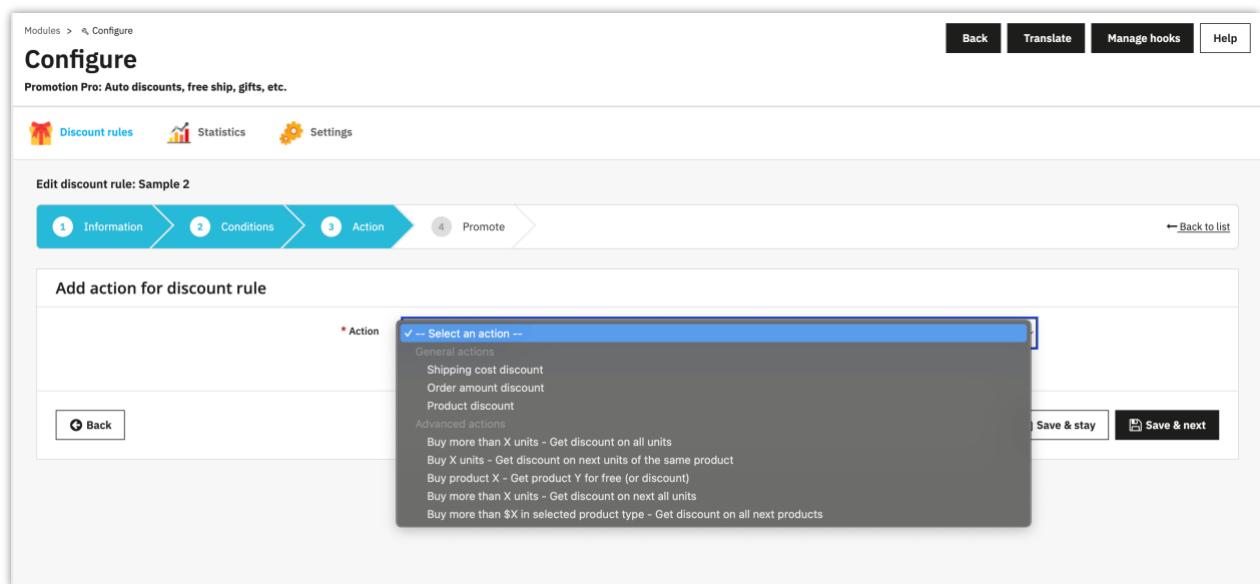 Modules > Configure
Back Translate Manage hooks Help
Configure
Promotion Pro: Auto discounts, free ship, gifts, etc.
Discount rules Statistics Settings
Edit discount rule: Sample 2
1 Information 2 Conditions 3 Action 4 Promote Back to list
Add action for discount rule
* Action
-- Select an action --
General actions
Shipping cost discount
Order amount discount
Product discount
Advanced actions
Buy more than X units - Get discount on all units
Buy X units - Get discount on next units of the same product
Buy product X - Get product Y for free (or discount)
Buy more than X units - Get discount on next all units
Buy more than $X in selected product type - Get discount on all next products
Back Save & stay Save & next